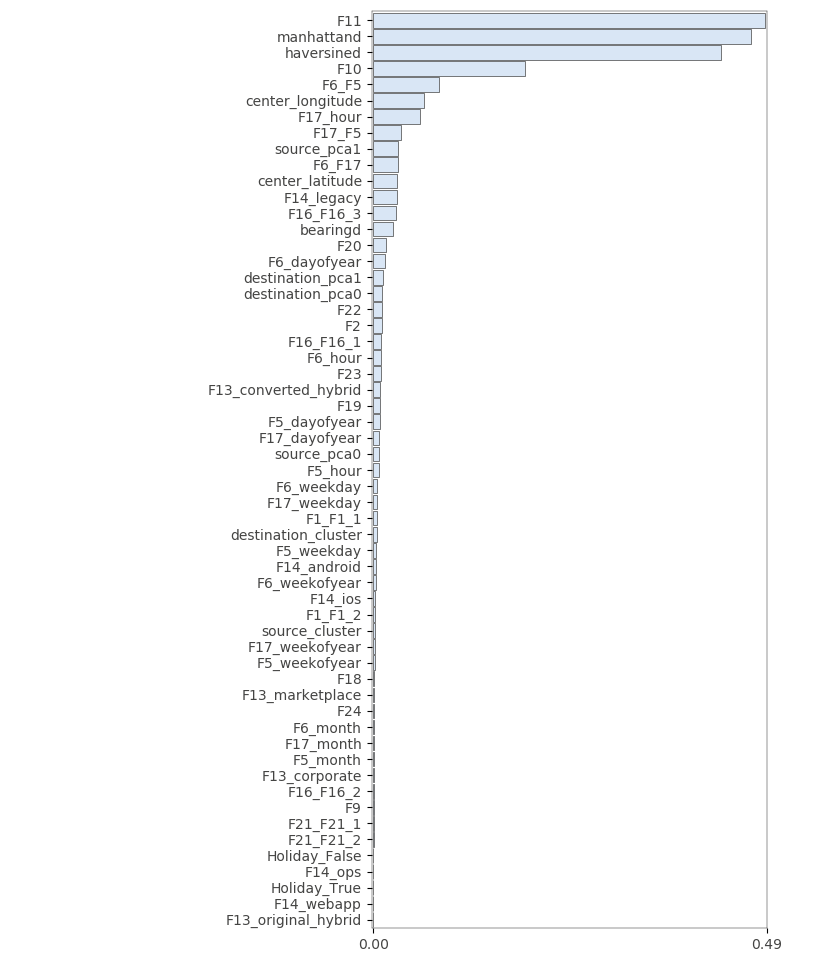 F11
manhattand
haversined
F10
F6_F5
center_longitude
F17_hour
F17_F5
source_pca1
F6_F17
center_latitude
F14_legacy
F16_F16_3
bearingd
F20
F6_dayofyear
destination_pca1
destination_pca0
F22
F2
F16_F16_1
F6_hour
F23
F13_converted_hybrid
F19
F5_dayofyear
F17_dayofyear
source_pca0
F5_hour
F6_weekday
F17_weekday
F1_F1_1
destination_cluster
F5_weekday
F14_android
F6_weekofyear
F14_ios
F1_F1_2
source_cluster
F17_weekofyear
F5_weekofyear
F18
F13_marketplace
F24
F6_month
F17_month
F5_month
F13_corporate
F16_F16_2
F9
F21_F21_1
F21_F21_2
Holiday_False
F14_ops
Holiday_True
F14_webapp
F13_original_hybrid
0.00 0.49